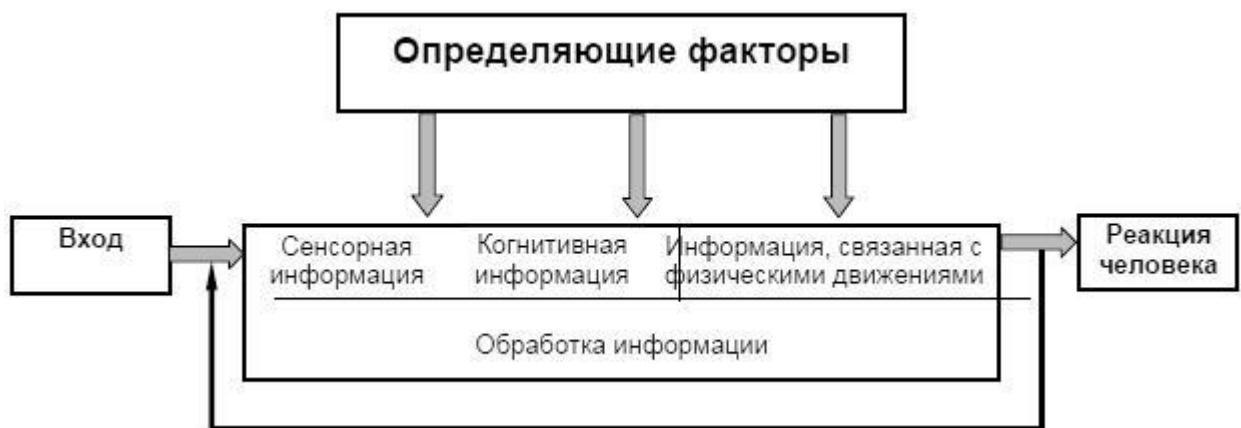 Определяющие факторы
Вход
Сенсорная
информация
Когнитивная
информация
Информация, связанная с
физическими движениями
Реакция
человека
Обработка информации